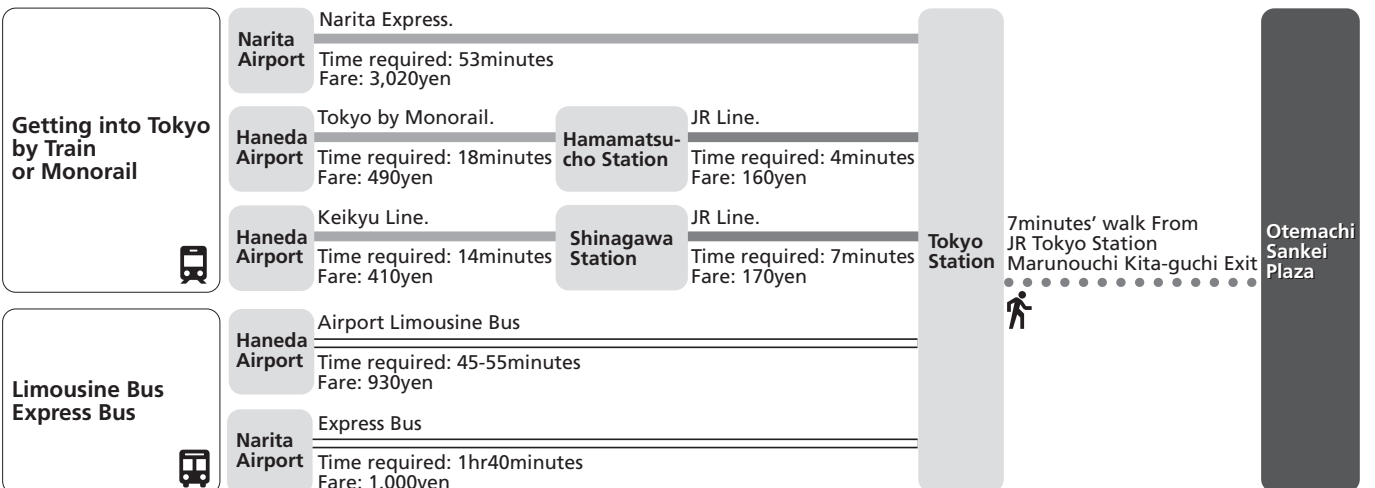 Getting into Tokyo
by Train
or Monorail
Narita
Airport
Narita Express.
Time required: 53minutes
Fare: 3,020yen
Haneda
Airport
Tokyo by Monorail.
Time required: 18minutes
Fare: 490yen
Hamamatsu-
cho Station
JR Line.
Time required: 4minutes
Fare: 160yen
Haneda
Airport
Keikyu Line.
Time required: 14minutes
Fare: 410yen
Shinagawa
Station
JR Line.
Time required: 7minutes
Fare: 170yen
Limousine Bus
Express Bus
Haneda
Airport
Airport Limousine Bus
Time required: 45-55minutes
Fare: 930yen
Narita
Airport
Express Bus
Time required: 1hr40minutes
Fare: 1,000yen
Tokyo
Station
7minutes' walk From
JR Tokyo Station
Marunouchi Kita-guchi Exit
Otemachi
Sankei
Plaza